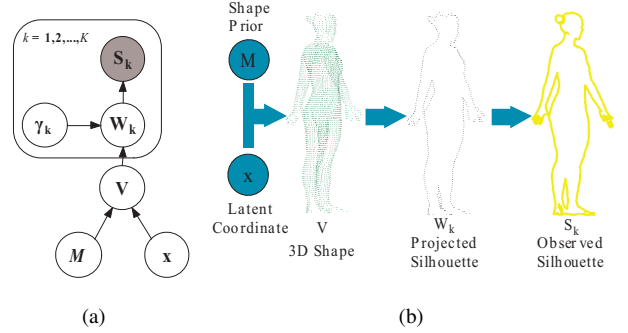 k = 1,2,...,K
S_k
γ_k
W_k
V
M
x
(a)
Shape
Prior
M
x
Latent
Coordinate
V
3D Shape
W_k
Projected
Silhouette
S_k
Observed
Silhouette
(b)